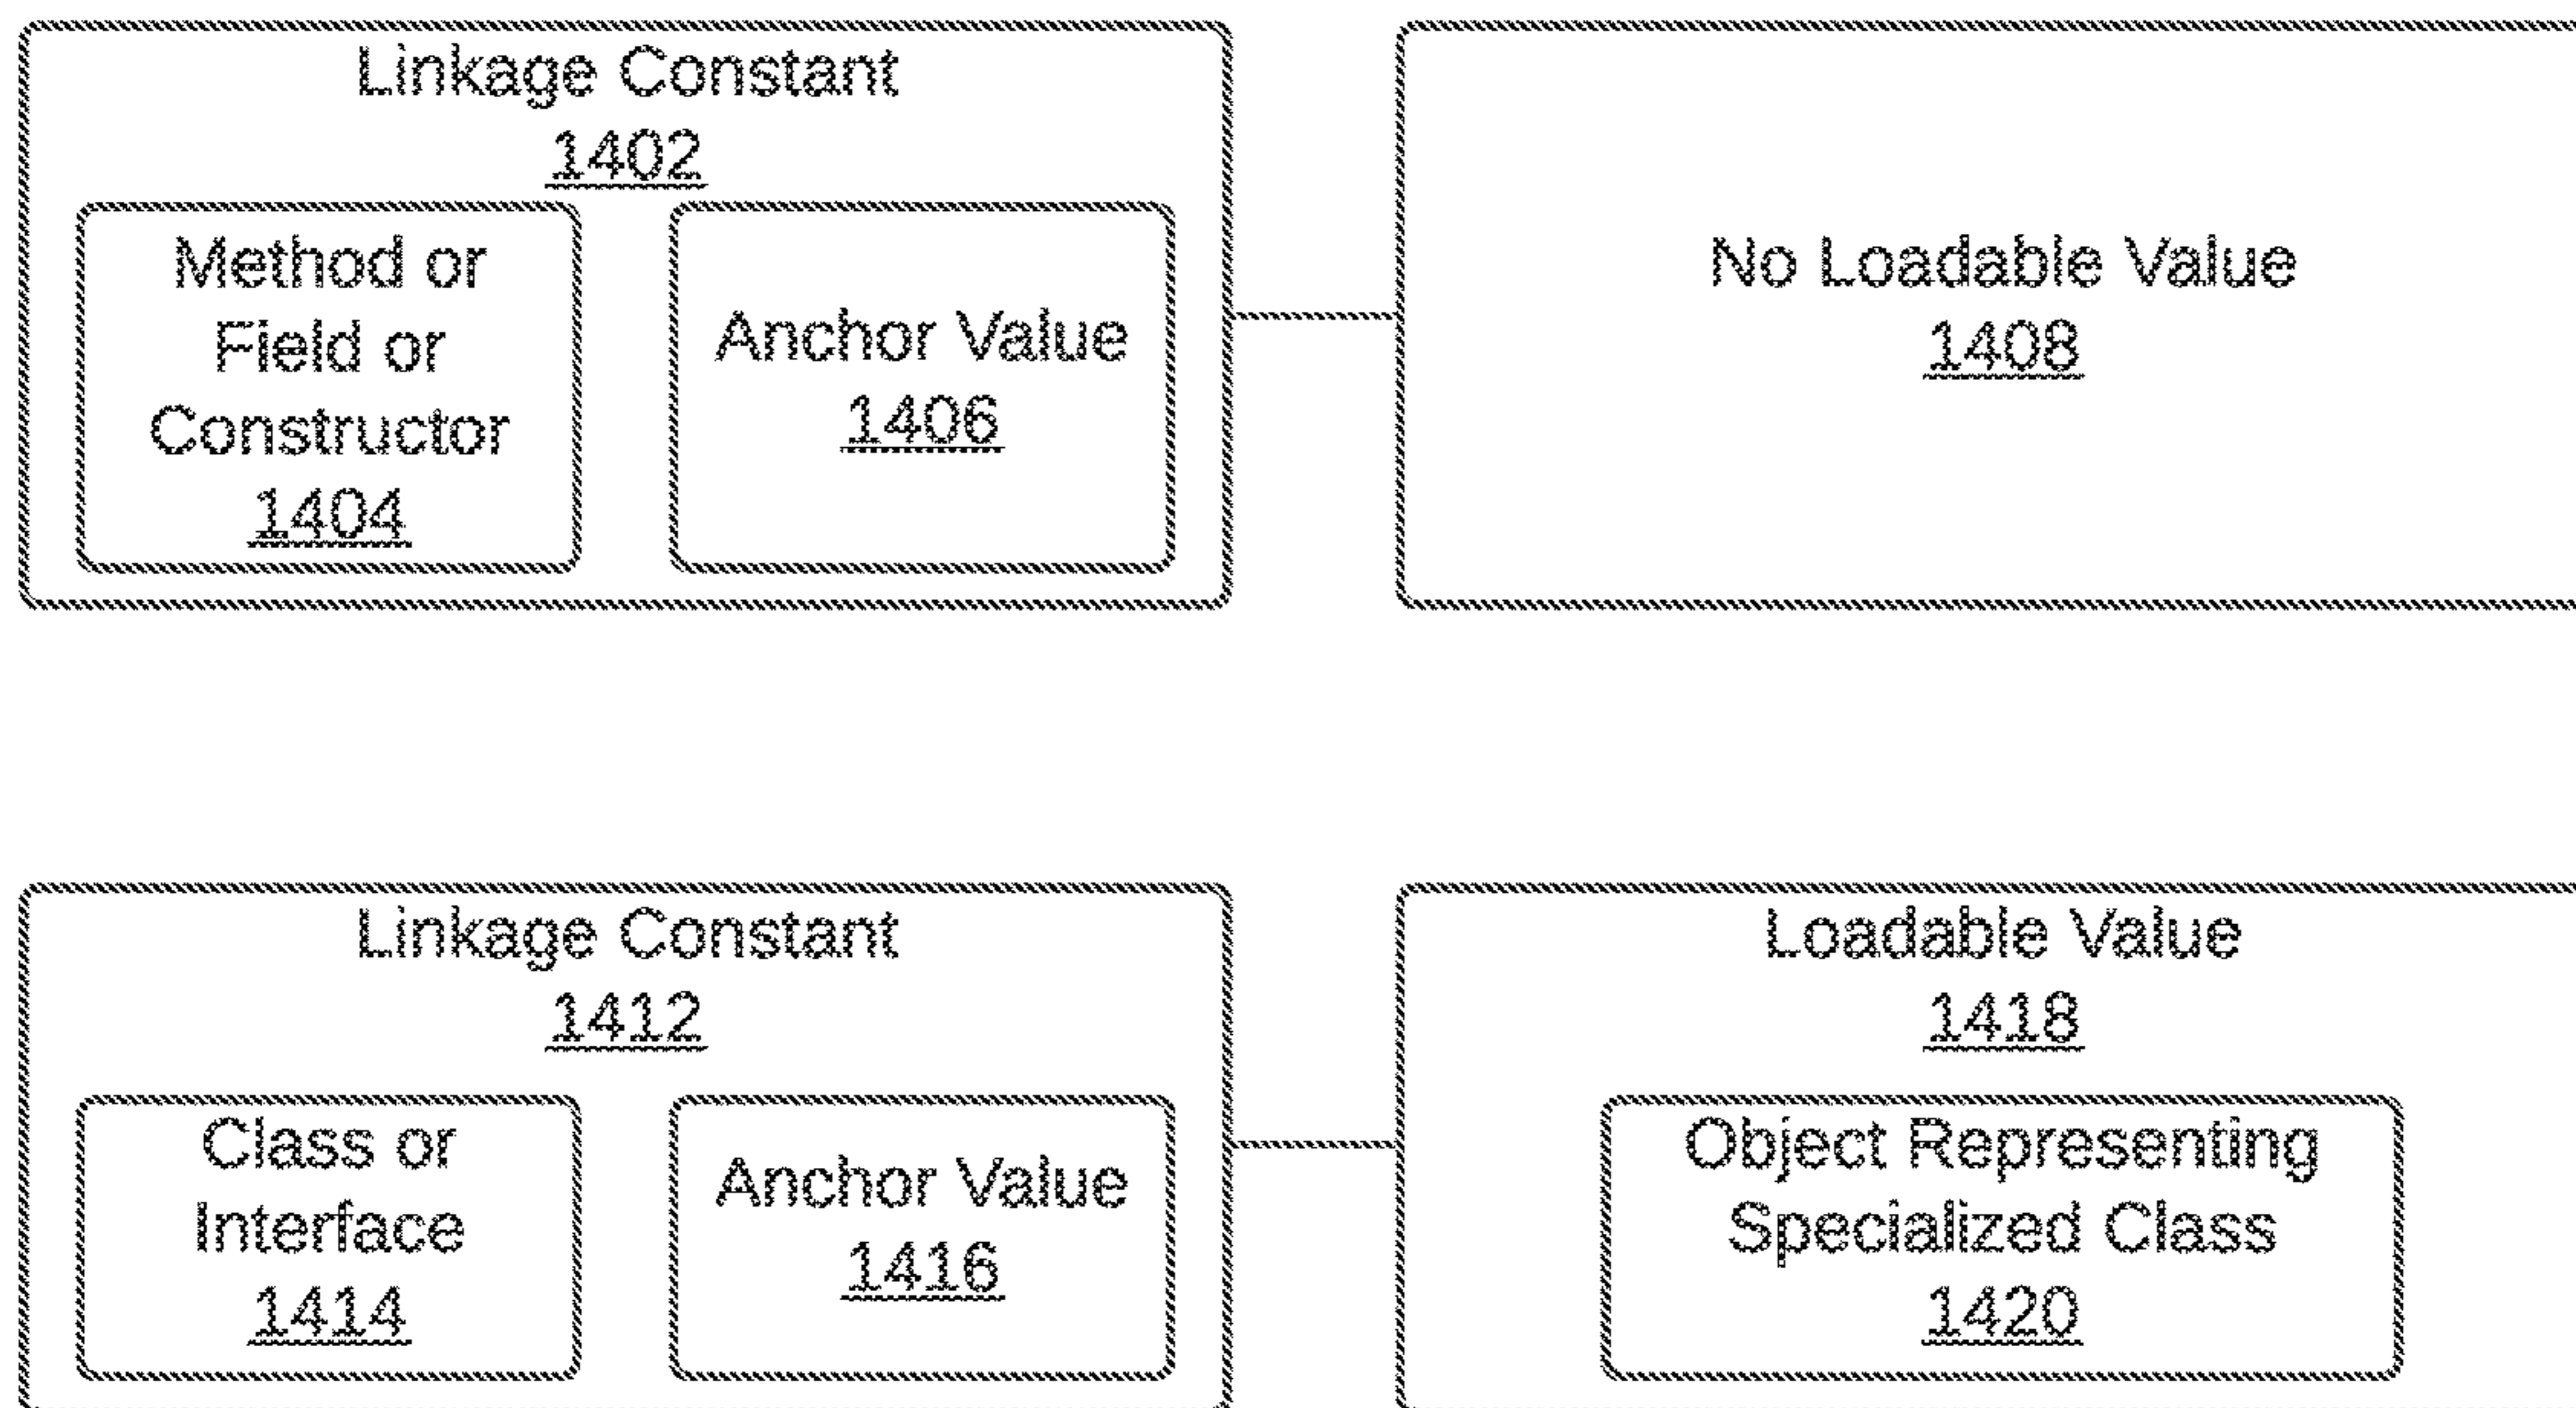 Linkage Constant
1402
Method or
Field or
Constructor
1404
Anchor Value
1406
No Loadable Value
1408
Linkage Constant
1412
Class or
Interface
1414
Anchor Value
1416
Loadable Value
1418
Object Representing
Specialized Class
1420